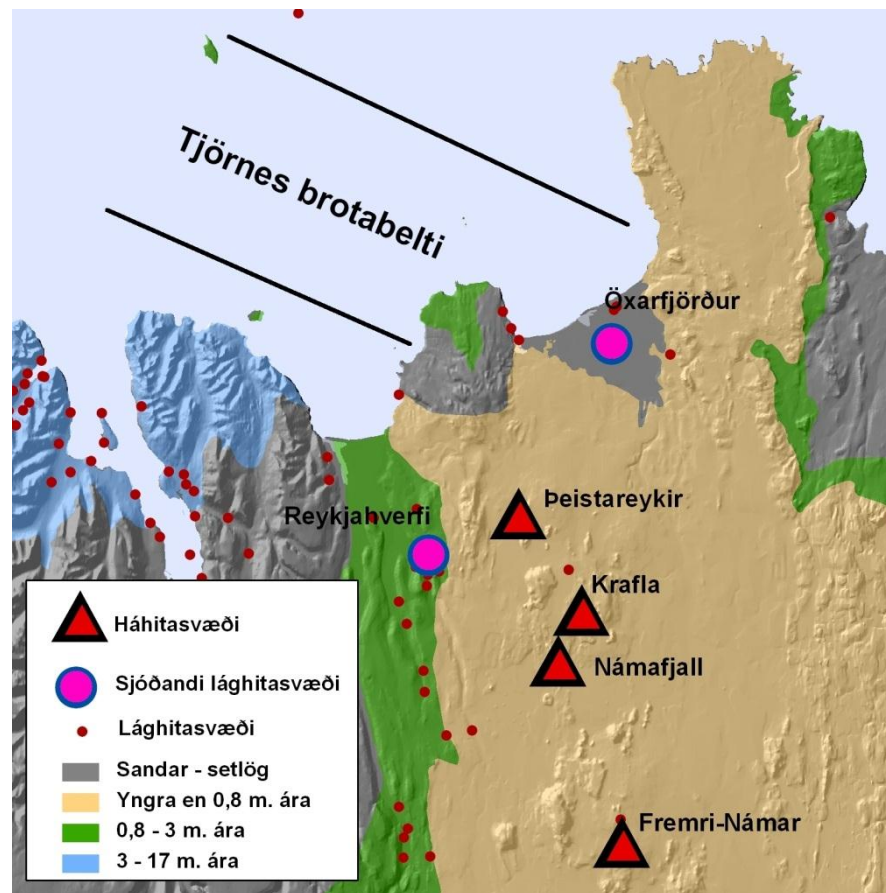 Tjörnes brotabelti
Öxarfjörður
Þeistareykir
Reykjahverfi
Krafla
Námafjall
Fremri-Námar
Háhitasvæði
Sjóðandi lághitasvæði
Lághitasvæði
Sandar - setlög
Yngra en 0,8 m. ára
0,8 - 3 m. ára
3 - 17 m. ára